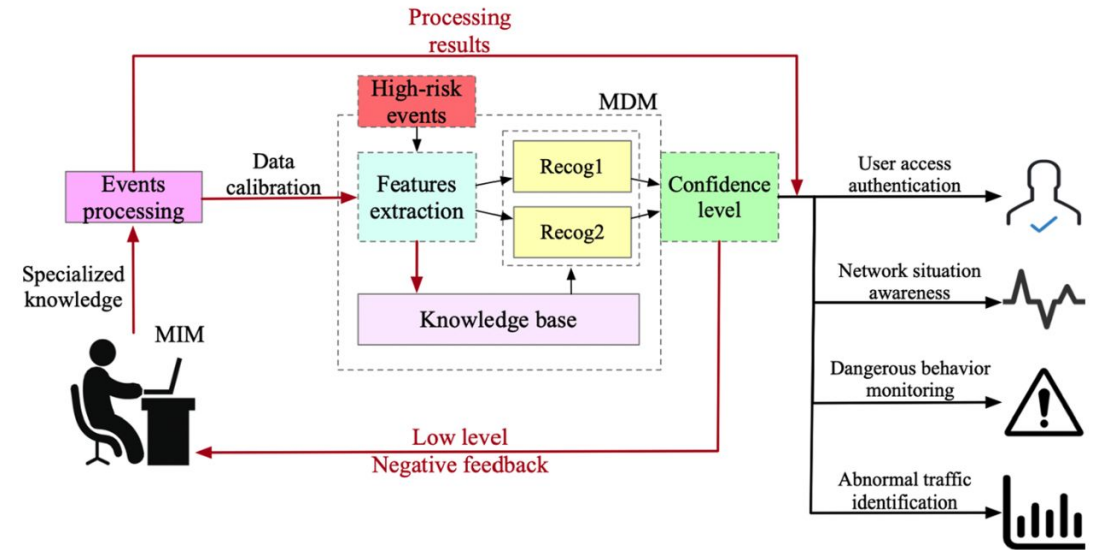 Processing
results
High-risk
events
MDM
Events
processing
Data
calibration
Features
extraction
Recog1
Recog2
Confidence
level
Knowledge base
Specialized
knowledge
MIM
Low level
Negative feedback
User access
authentication
Network situation
awareness
Dangerous behavior
monitoring
Abnormal traffic
identification